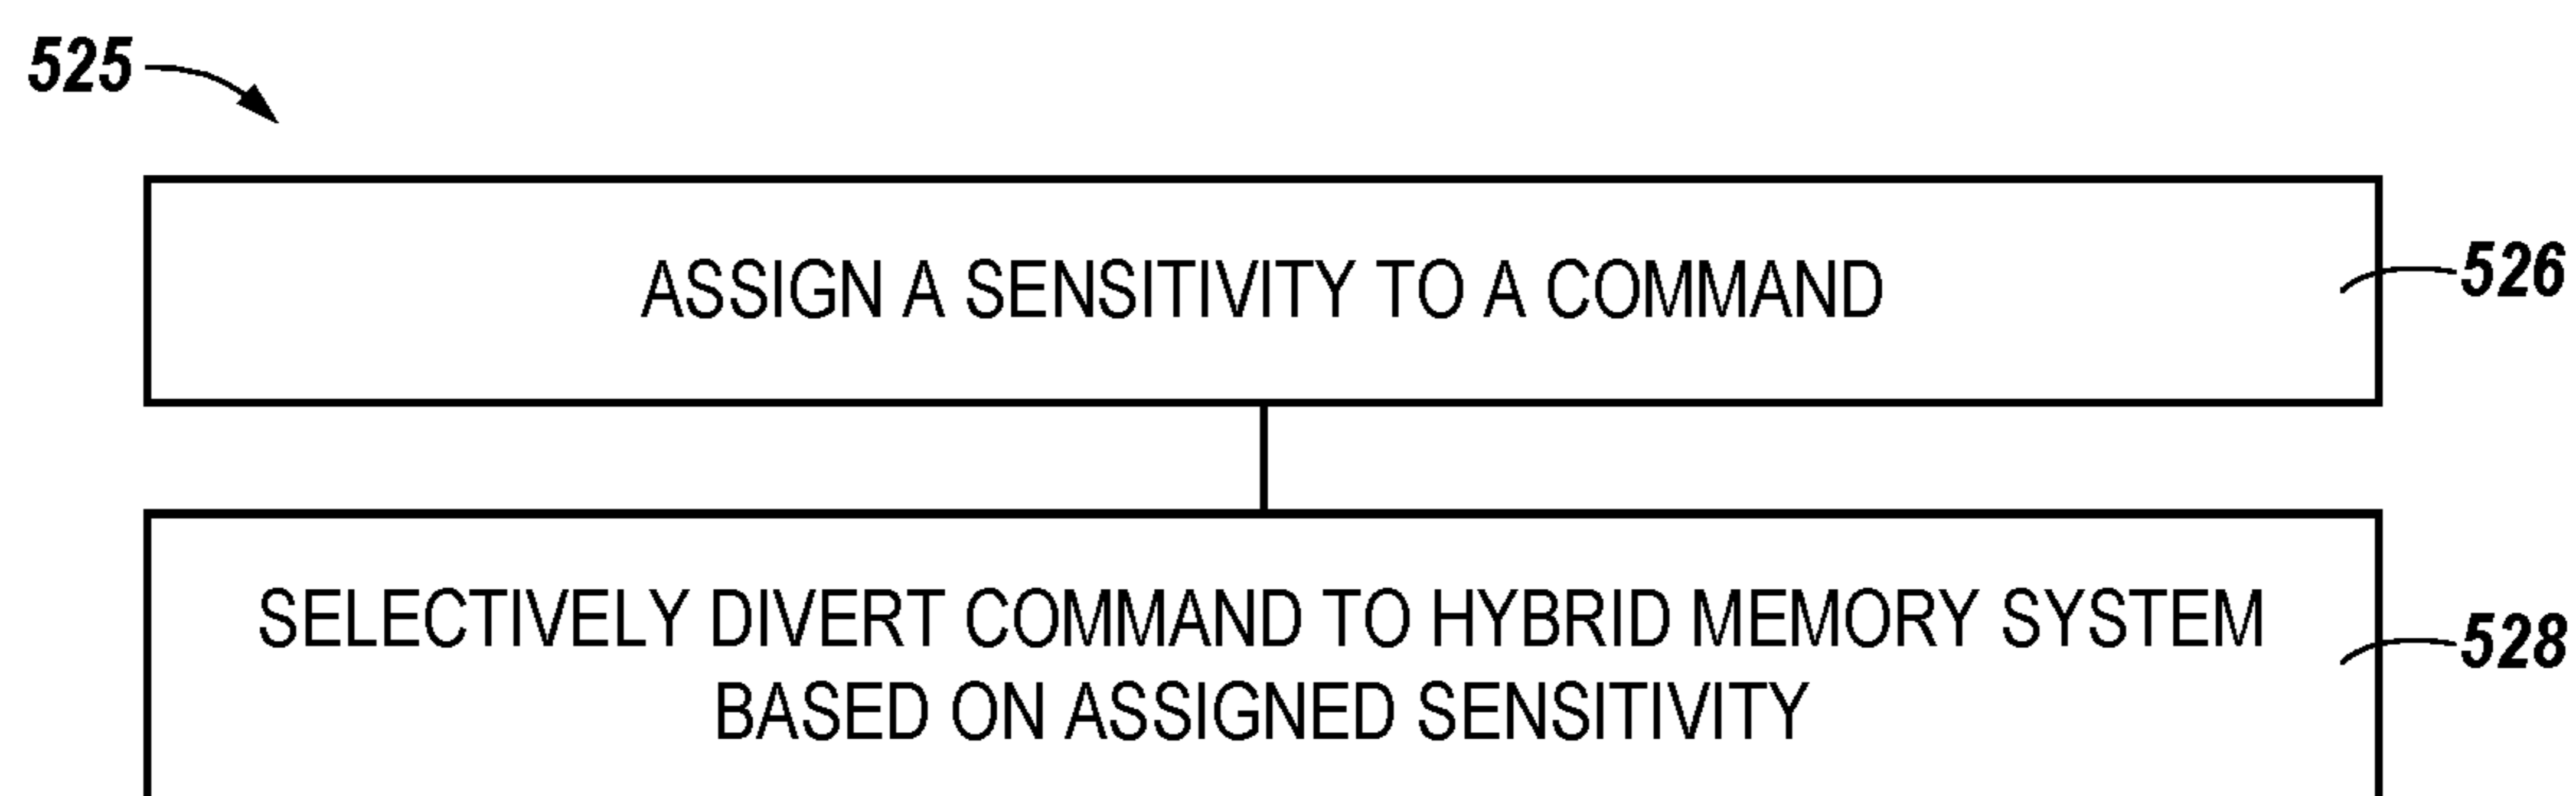 525
ASSIGN A SENSITIVITY TO A COMMAND
526
SELECTIVELY DIVERT COMMAND TO HYBRID MEMORY SYSTEM
BASED ON ASSIGNED SENSITIVITY
528